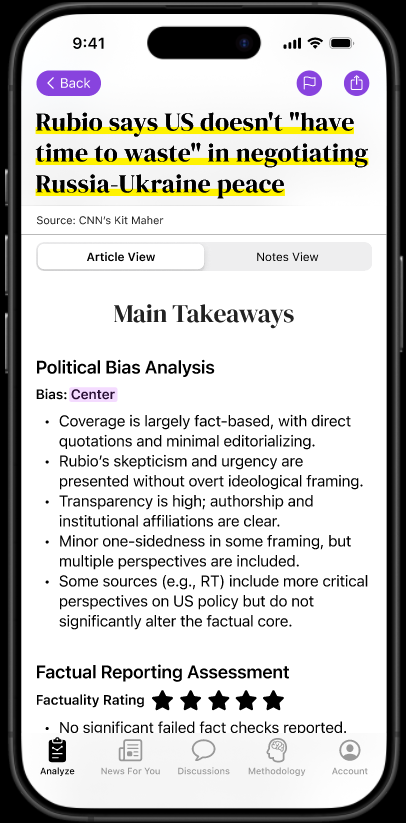 9:41
Back
Rubio says US doesn't "have
time to waste" in negotiating
Russia-Ukraine peace
Source: CNN's Kit Maher
Article View
Notes View
Main Takeaways
Political Bias Analysis
Bias: Center
• Coverage is largely fact-based, with direct
quotations and minimal editorializing.
• Rubio's skepticism and urgency are
presented without overt ideological framing.
• Transparency is high; authorship and
institutional affiliations are clear.
• Minor one-sidedness in some framing, but
multiple perspectives are included.
• Some sources (e.g., RT) include more critical
perspectives on US policy but do not
significantly alter the factual core.
Factual Reporting Assessment
Factuality Rating ★★★★★
• No significant failed fact checks reported.
Analyze
News For You
Discussions
Methodology
Account